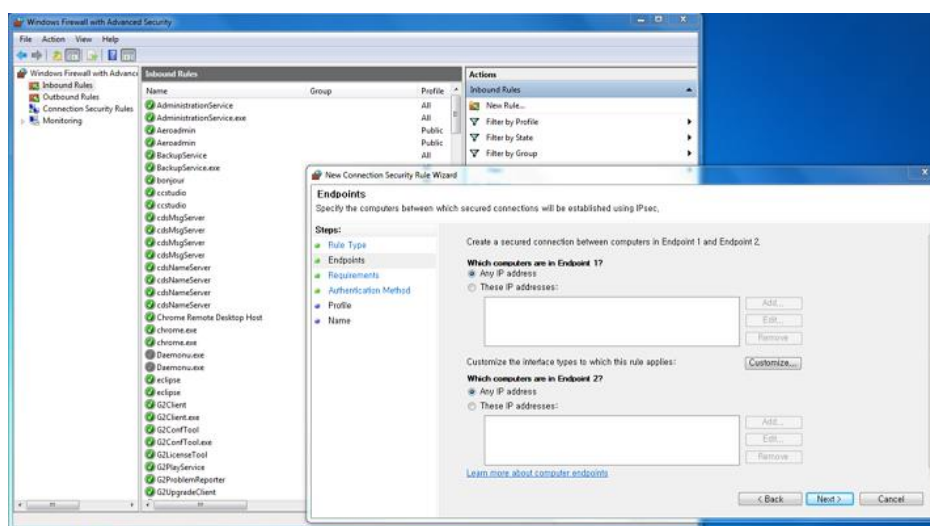 Windows Firewall with Advanced Security
File Action View Help
Windows Firewall with Advanc
Inbound Rules
Outbound Rules
Connection Security Rules
Monitoring
Inbound Rules
Name Group Profile
AdministrationService All
AdministrationService.exe All
Aeroadmin Public
Aeroadmin Public
BackupService All
BackupService.exe
bonjour
ccstudio
ccstudio
cdsMsgServer
cdsMsgServer
cdsMsgServer
cdsMsgServer
cdsNameServer
cdsNameServer
cdsNameServer
cdsNameServer
Chrome Remote Desktop Host
chrome.exe
chrome.exe
Daemonu.exe
Daemonu.exe
eclipse
eclipse
G2Client
G2Client.exe
G2ConfTool
G2ConfTool.exe
G2LicenseTool
G2PlayService
G2ProblemReporter
G2UpgradeClient
Actions
Inbound Rules
New Rule...
Filter by Profile
Filter by State
Filter by Group
New Connection Security Rule Wizard
Endpoints
Specify the computers between which secured connections will be established using IPsec.
Steps:
Rule Type
Endpoints
Requirements
Authentication Method
Profile
Name
Create a secured connection between computers in Endpoint 1 and Endpoint 2.
Which computers are in Endpoint 1?
Any IP address
These IP addresses:
Add...
Edit...
Remove
Customize the interface types to which this rule applies:
Customize...
Which computers are in Endpoint 2?
Any IP address
These IP addresses:
Add...
Edit...
Remove
Learn more about computer endpoints
< Back Next > Cancel